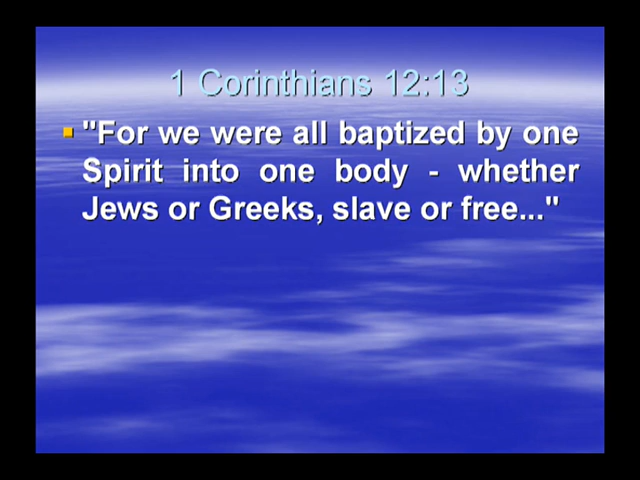 1 Corinthians 12:13
"For we were all baptized by one
Spirit into one body - whether
Jews or Greeks, slave or free..."